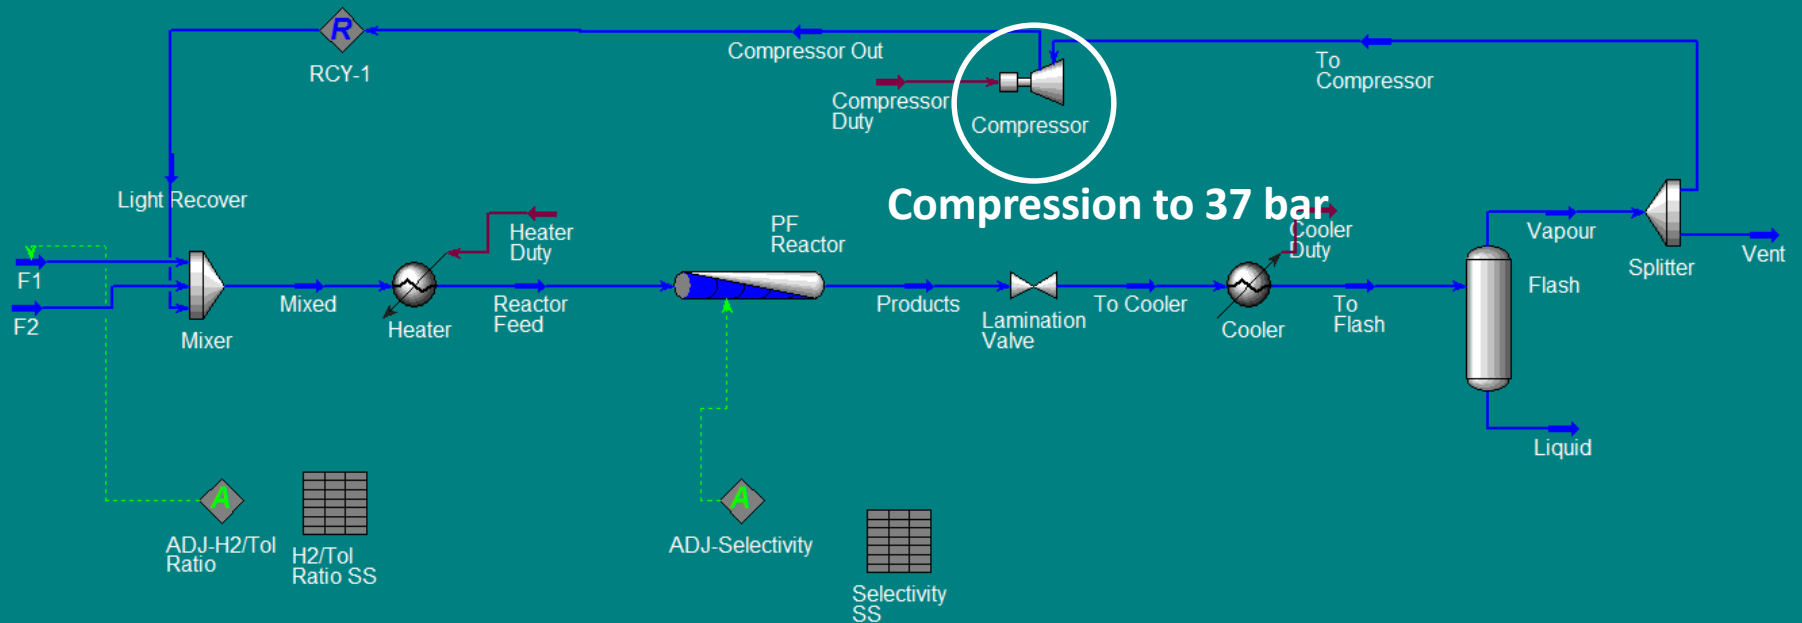 R
RCY-1
Compressor Out
To
Compressor
Compressor
Duty
Compressor
Compression to 37 bar
Light Recover
F1
F2
Mixer
Mixed
Heater
Duty
Heater
Reactor
Feed
PF
Reactor
Products
Lamination
Valve
To Cooler
Cooler
Duty
Cooler
To
Flash
Vapour
Flash
Splitter
Vent
Liquid
A
ADJ-H2/Tol
Ratio
H2/Tol
Ratio SS
A
ADJ-Selectivity
Selectivity
SS